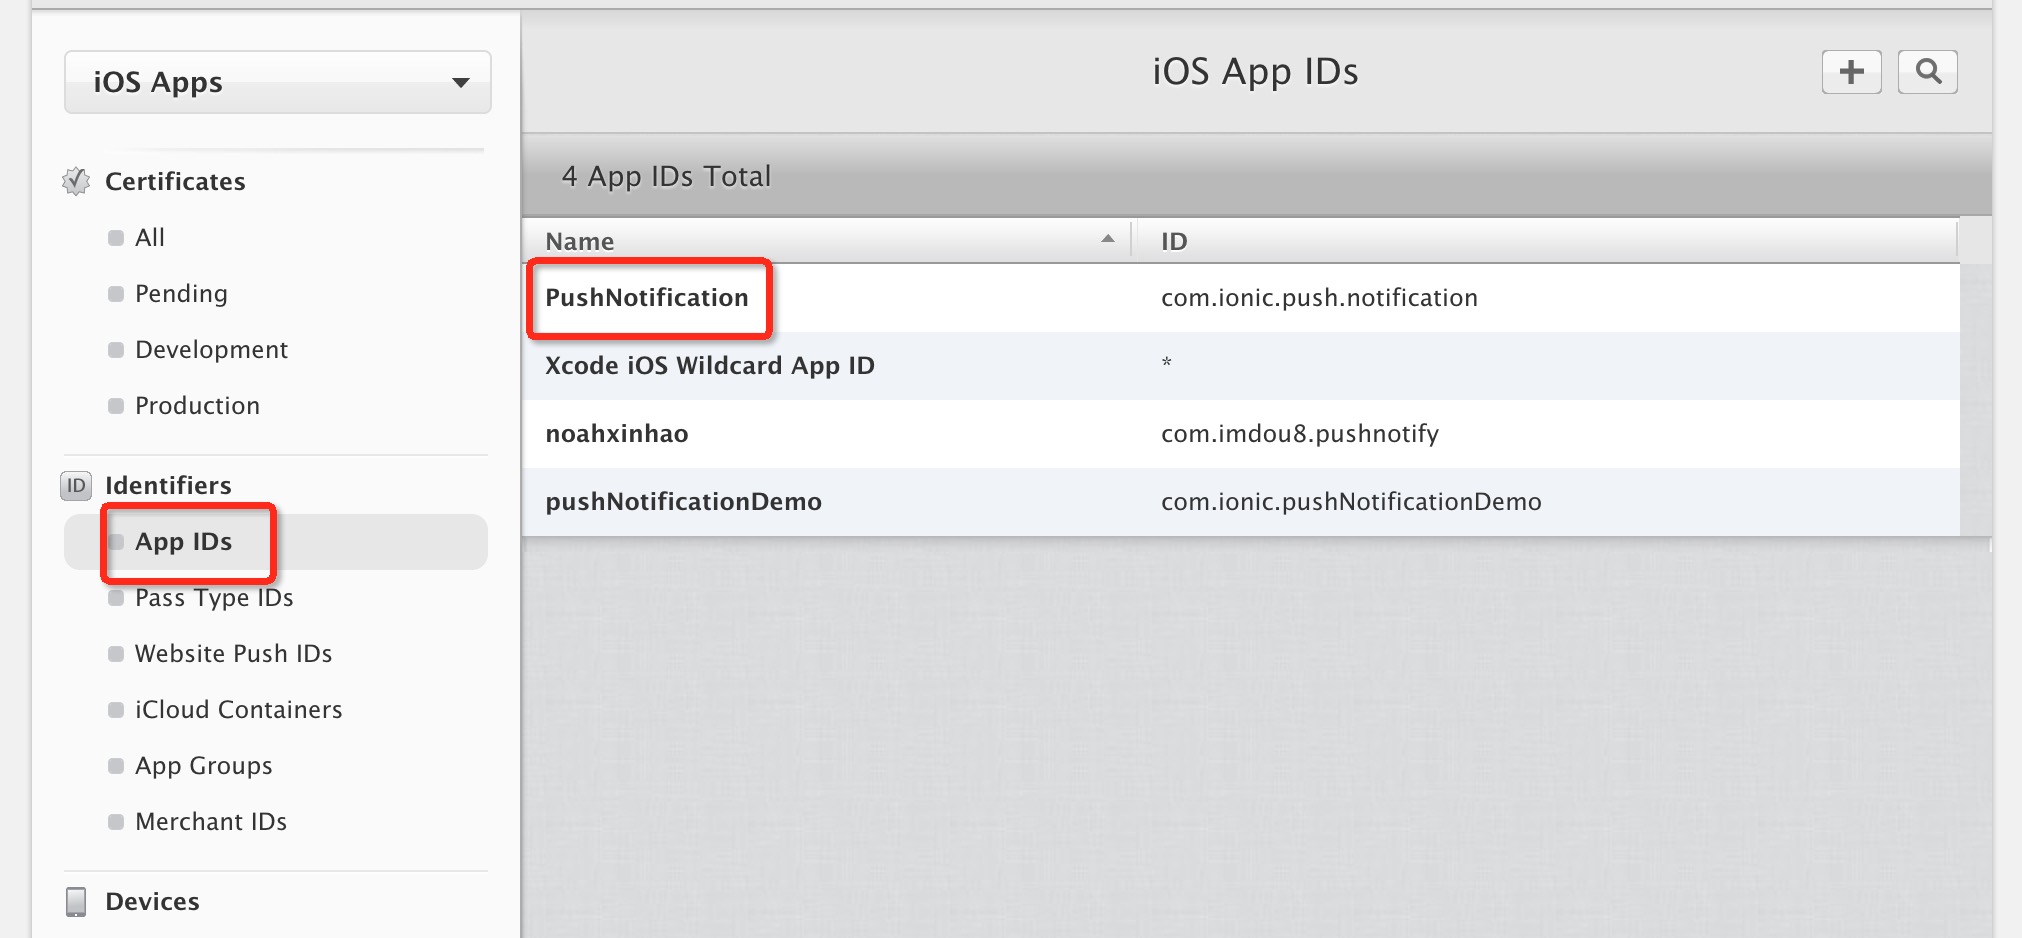 iOS Apps
Certificates
All
Pending
Development
Production
ID Identifiers
App IDs
Pass Type IDs
Website Push IDs
iCloud Containers
App Groups
Merchant IDs
Devices
iOS App IDs
4 App IDs Total
Name ID
PushNotification com.ionic.push.notification
Xcode iOS Wildcard App ID *
noahxinhao com.imdou8.pushnotify
pushNotificationDemo com.ionic.pushNotificationDemo